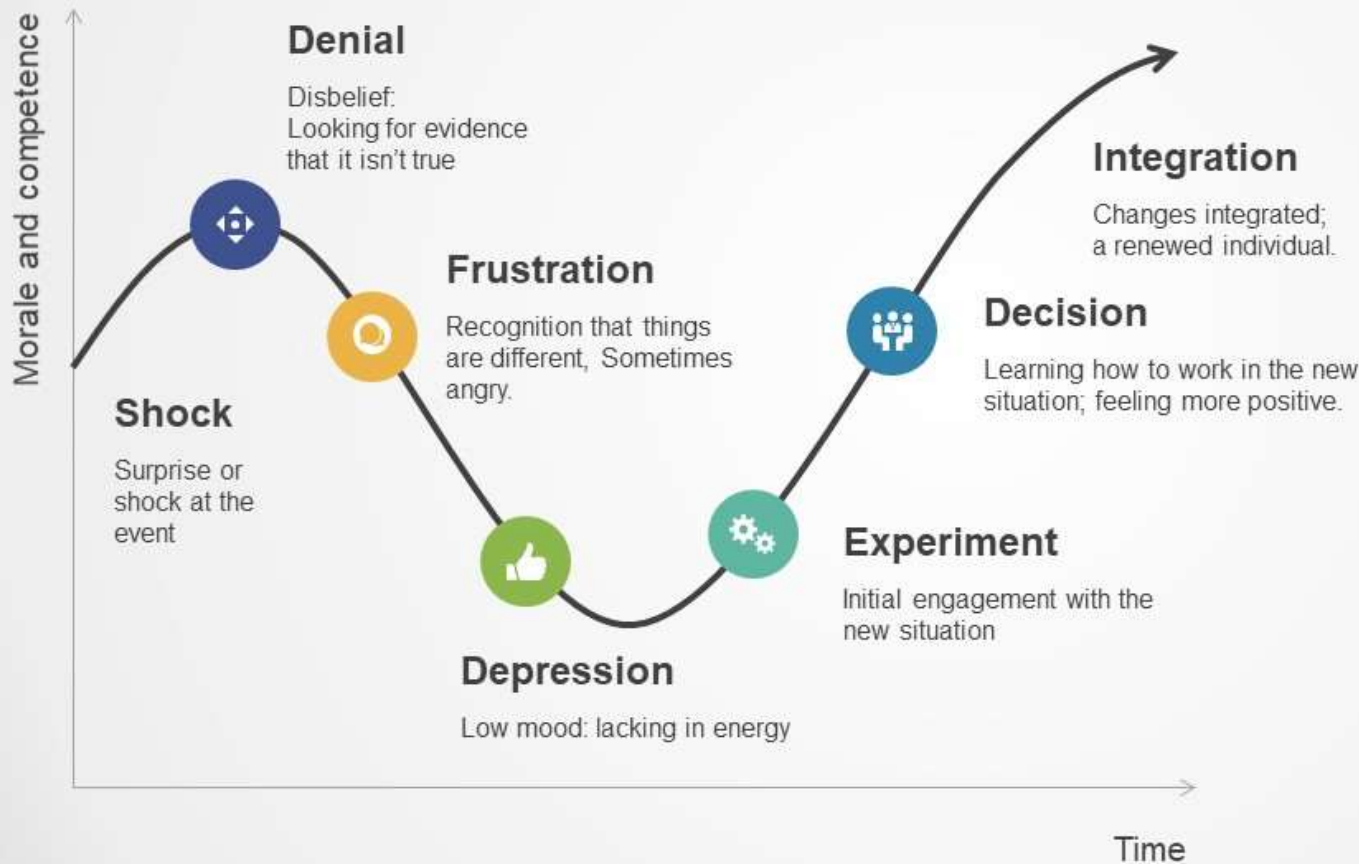 Morale and competence
Denial
Disbelief:
Looking for evidence
that it isn't true
Shock
Surprise or
shock at the
event
Frustration
Recognition that things
are different, Sometimes
angry.
Depression
Low mood: lacking in energy
Experiment
Initial engagement with the
new situation
Decision
Learning how to work in the new
situation; feeling more positive.
Integration
Changes integrated;
a renewed individual.
Time